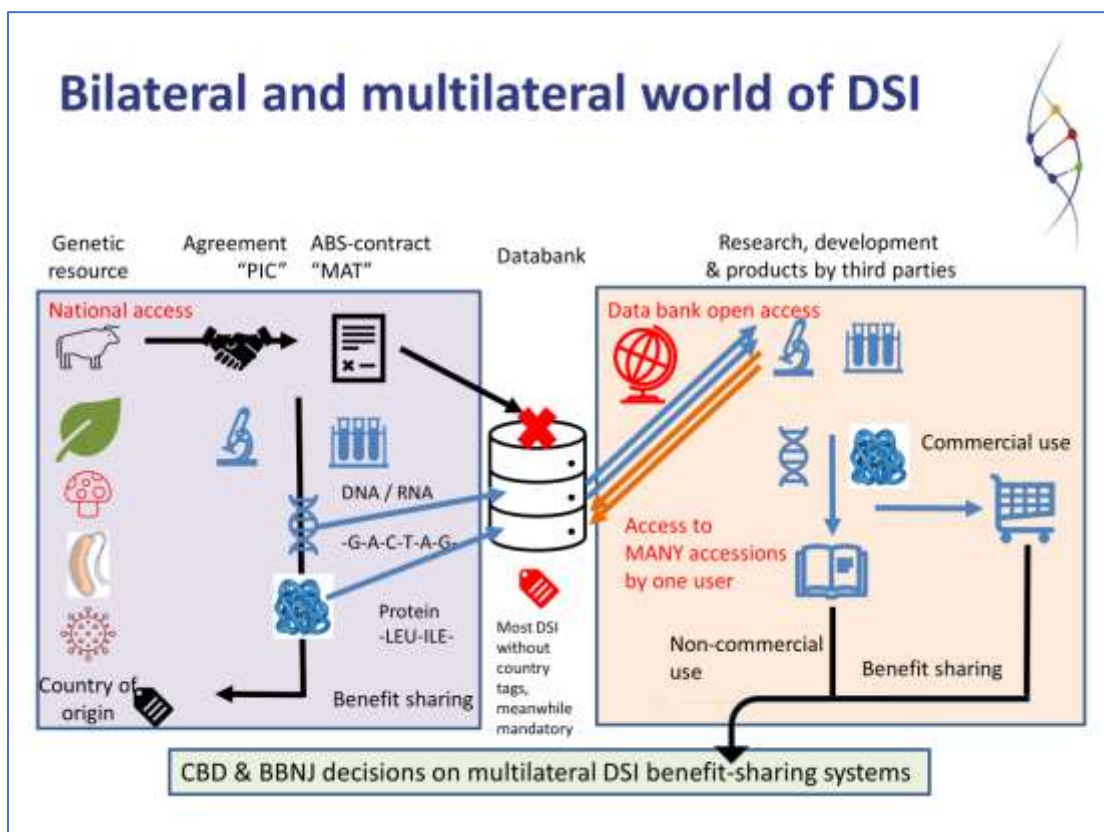 Bilateral and multilateral world of DSI
Genetic
resource
Agreement
“PIC”
ABS-contract
“MAT”
Databank
Research, development
& products by third parties
National access
DNA / RNA
-G-A-C-T-A-G-
Protein
-LEU-ILE-
Country of
origin
Benefit sharing
Most DSI
without
country
tags,
meanwhile
mandatory
Data bank open access
Commercial use
Access to
MANY accessions
by one user
Non-commercial
use
Benefit sharing
CBD & BBNJ decisions on multilateral DSI benefit-sharing systems